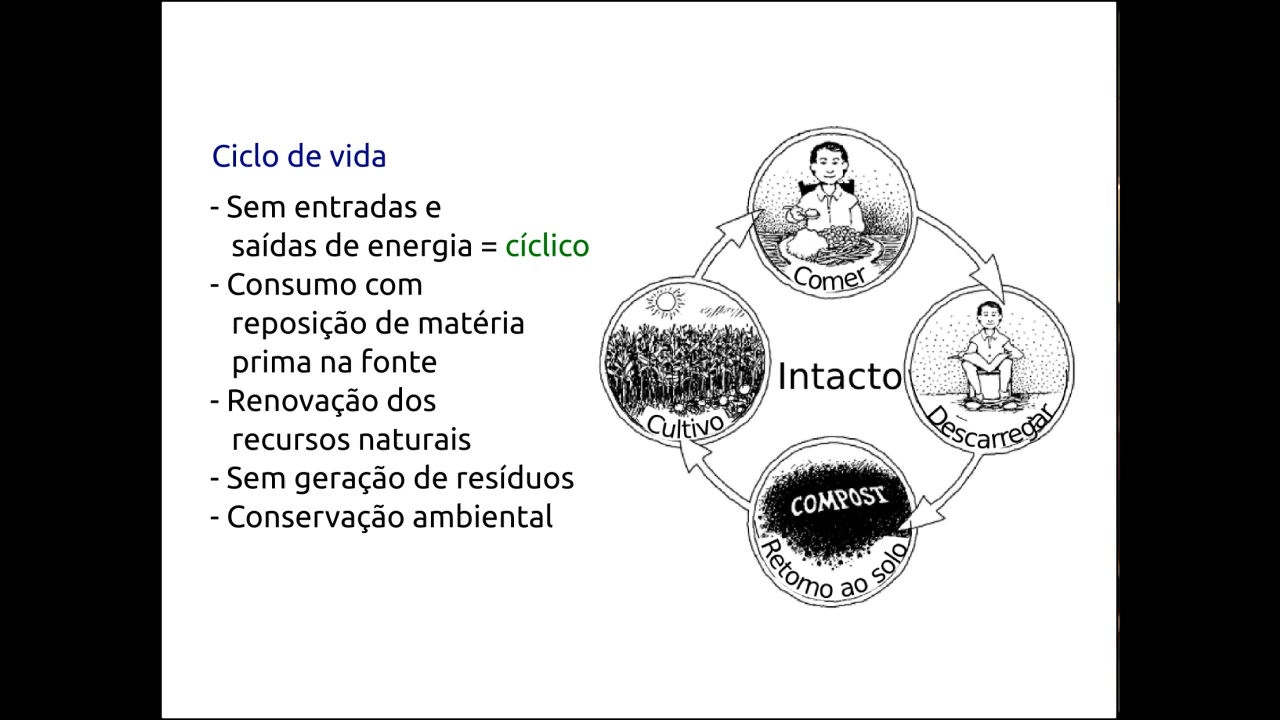 Ciclo de vida
- Sem entradas e
saídas de energia = cíclico
- Consumo com
reposição de matéria
prima na fonte
- Renovação dos
recursos naturais
- Sem geração de resíduos
- Conservação ambiental
Comer
Descarregar
Intacto
Cultivo
COMPOST
Retorno ao solo